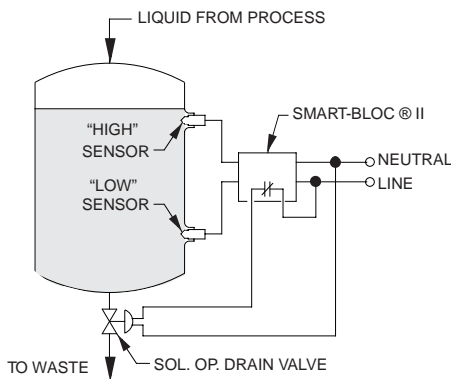 LIQUID FROM PROCESS
SMART-BLOC ® II
“HIGH”
SENSOR
NEUTRAL
LINE
“LOW”
SENSOR
TO WASTE
SOL. OP. DRAIN VALVE